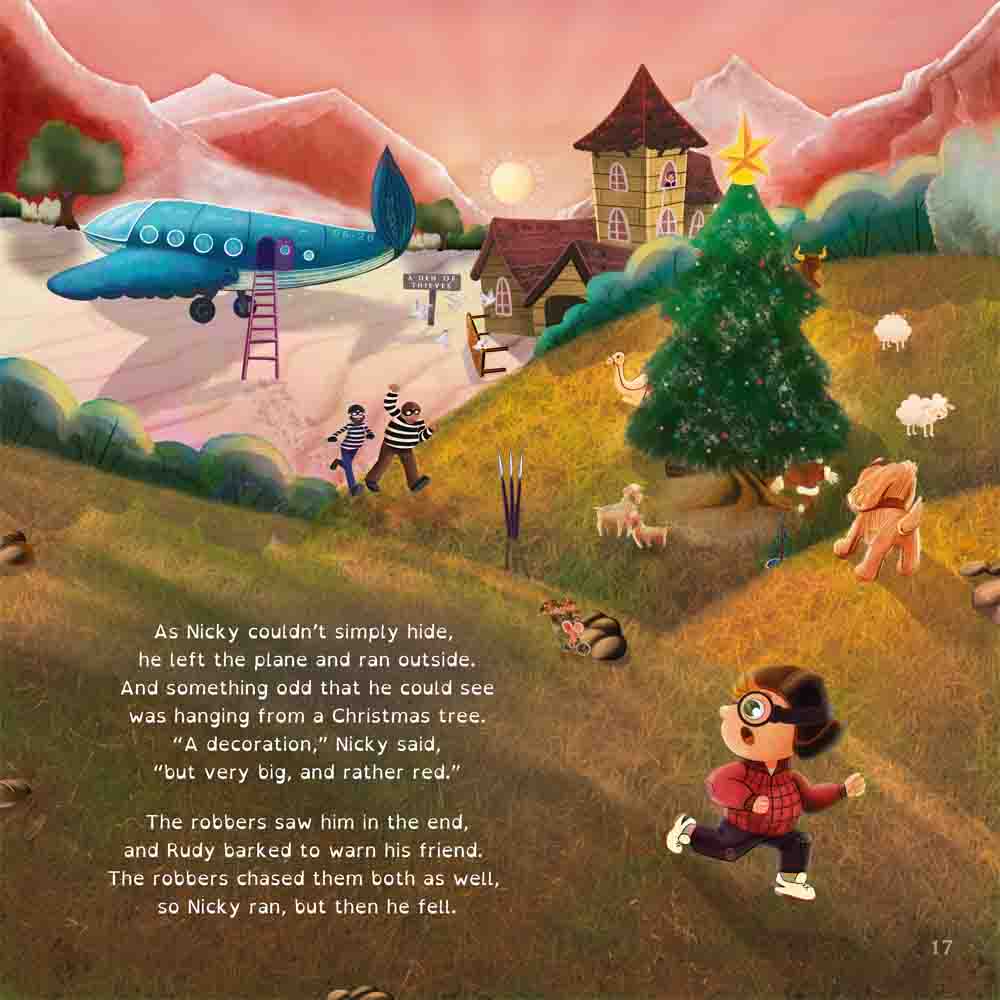 06-20
A DEN OF
THIEVES
As Nicky couldn't simply hide,
he left the plane and ran outside.
And something odd that he could see
was hanging from a Christmas tree.
“A decoration,” Nicky said,
“but very big, and rather red.”
The robbers saw him in the end,
and Rudy barked to warn his friend.
The robbers chased them both as well,
so Nicky ran, but then he fell.
17